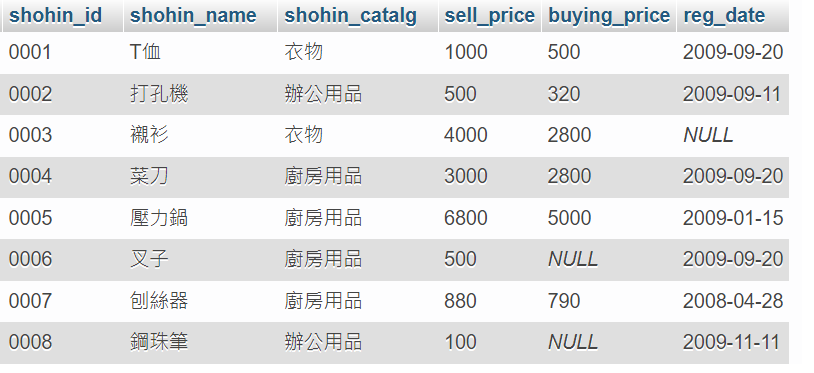 shohin_id shohin_name shohin_catalg sell_price buying_price reg_date
0001 T恤 衣物 1000 500 2009-09-20
0002 打孔機 辦公用品 500 320 2009-09-11
0003 襯衫 衣物 4000 2800 NULL
0004 菜刀 廚房用品 3000 2800 2009-09-20
0005 壓力鍋 廚房用品 6800 5000 2009-01-15
0006 叉子 廚房用品 500 NULL 2009-09-20
0007 刨絲器 廚房用品 880 790 2008-04-28
0008 鋼珠筆 辦公用品 100 NULL 2009-11-11